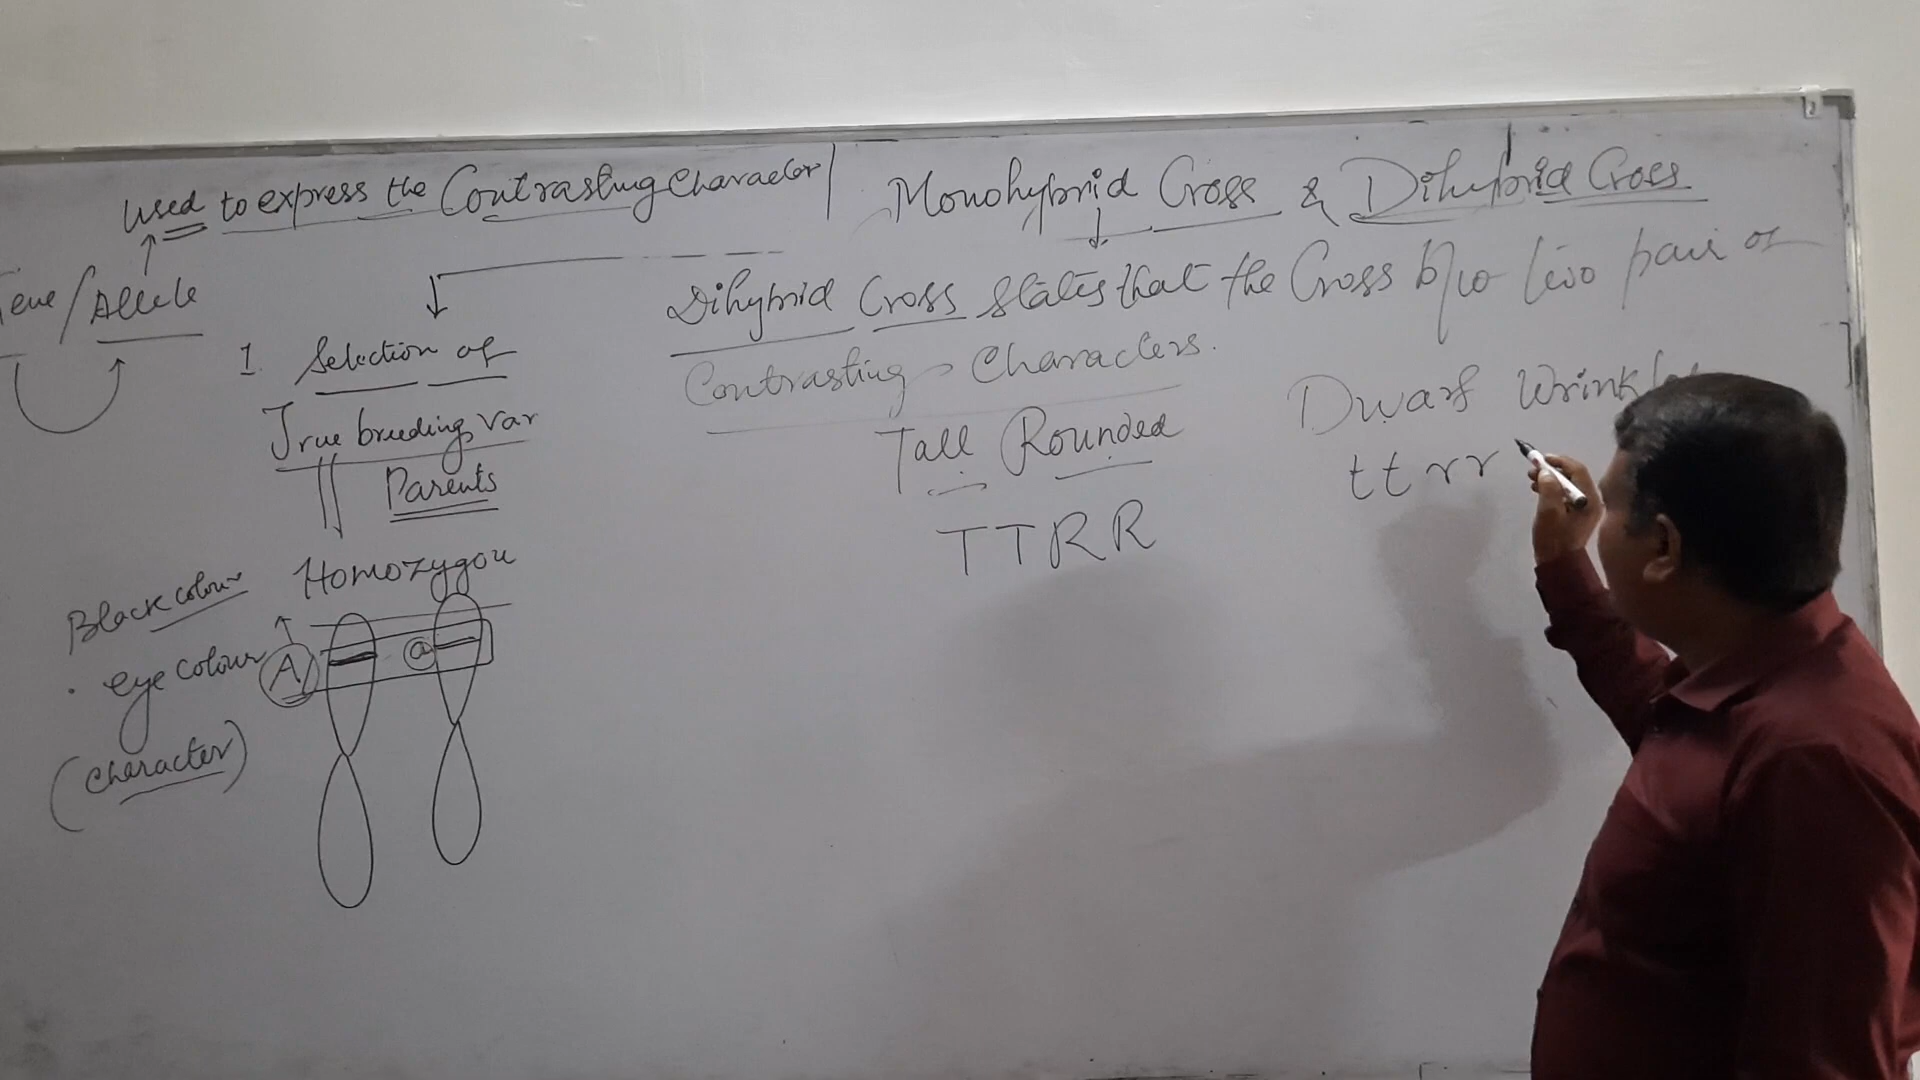 used to express the Contrasting Character
Gene/Allele
1. Selection of
True breeding var
Parents
Homozygou
Black colour
eye colour
A
a
(character)
Monohybrid Cross & Dihybrid Cross
Dihybrid Cross states that the Cross b/w two pair of
Contrasting Characters.
Tall Rounded
TTRR
Dwarf
ttrr